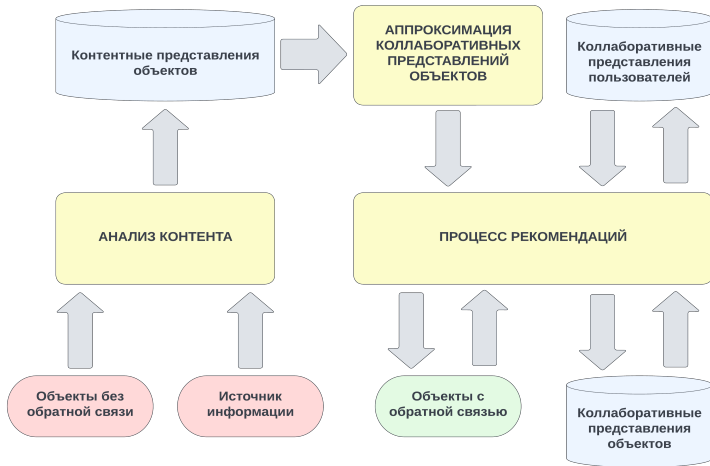 Контентные представления
объектов
АППРОКСИМАЦИЯ
КОЛЛАБОРАТИВНЫХ
ПРЕДСТАВЛЕНИЙ
ОБЪЕКТОВ
Коллаборативные
представления
пользователей
АНАЛИЗ КОНТЕНТА
ПРОЦЕСС РЕКОМЕНДАЦИЙ
Объекты без
обратной связи
Источник
информации
Объекты с
обратной связью
Коллаборативные
представления
объектов